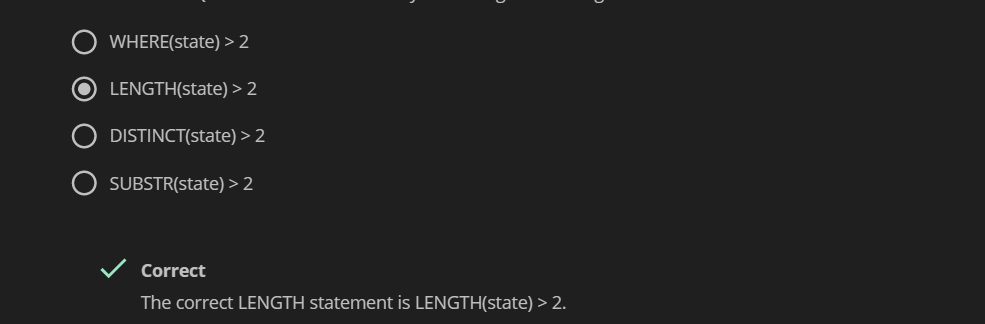 WHERE(state) > 2
LENGTH(state) > 2
DISTINCT(state) > 2
SUBSTR(state) > 2
Correct
The correct LENGTH statement is LENGTH(state) > 2.